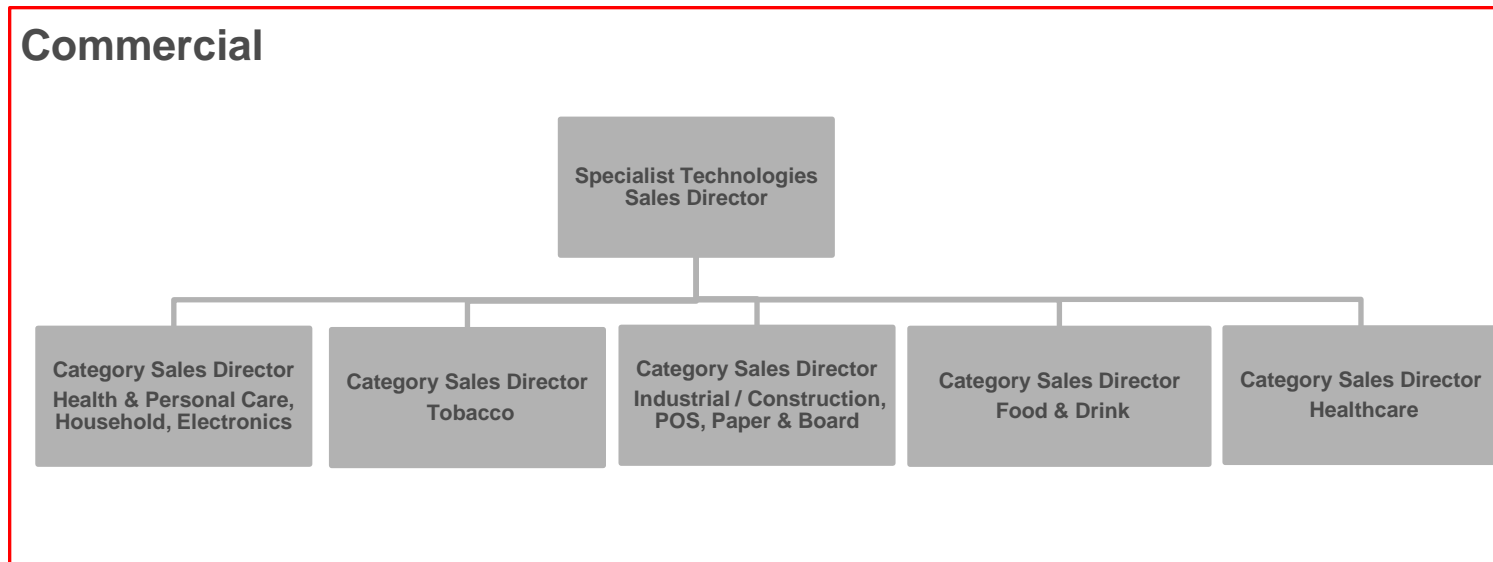 Commercial
Specialist Technologies
Sales Director
Category Sales Director
Health & Personal Care,
Household, Electronics
Category Sales Director
Tobacco
Category Sales Director
Industrial / Construction,
POS, Paper & Board
Category Sales Director
Food & Drink
Category Sales Director
Healthcare